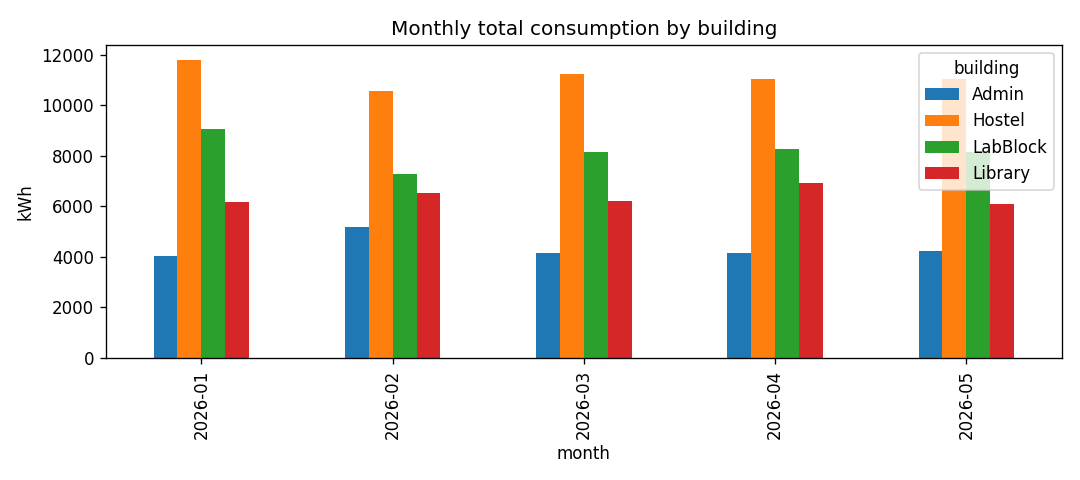 Monthly total consumption by building
kWh
12000
10000
8000
6000
4000
2000
0
building
Admin
Hostel
LabBlock
Library
2026-01
2026-02
2026-03
2026-04
2026-05
month